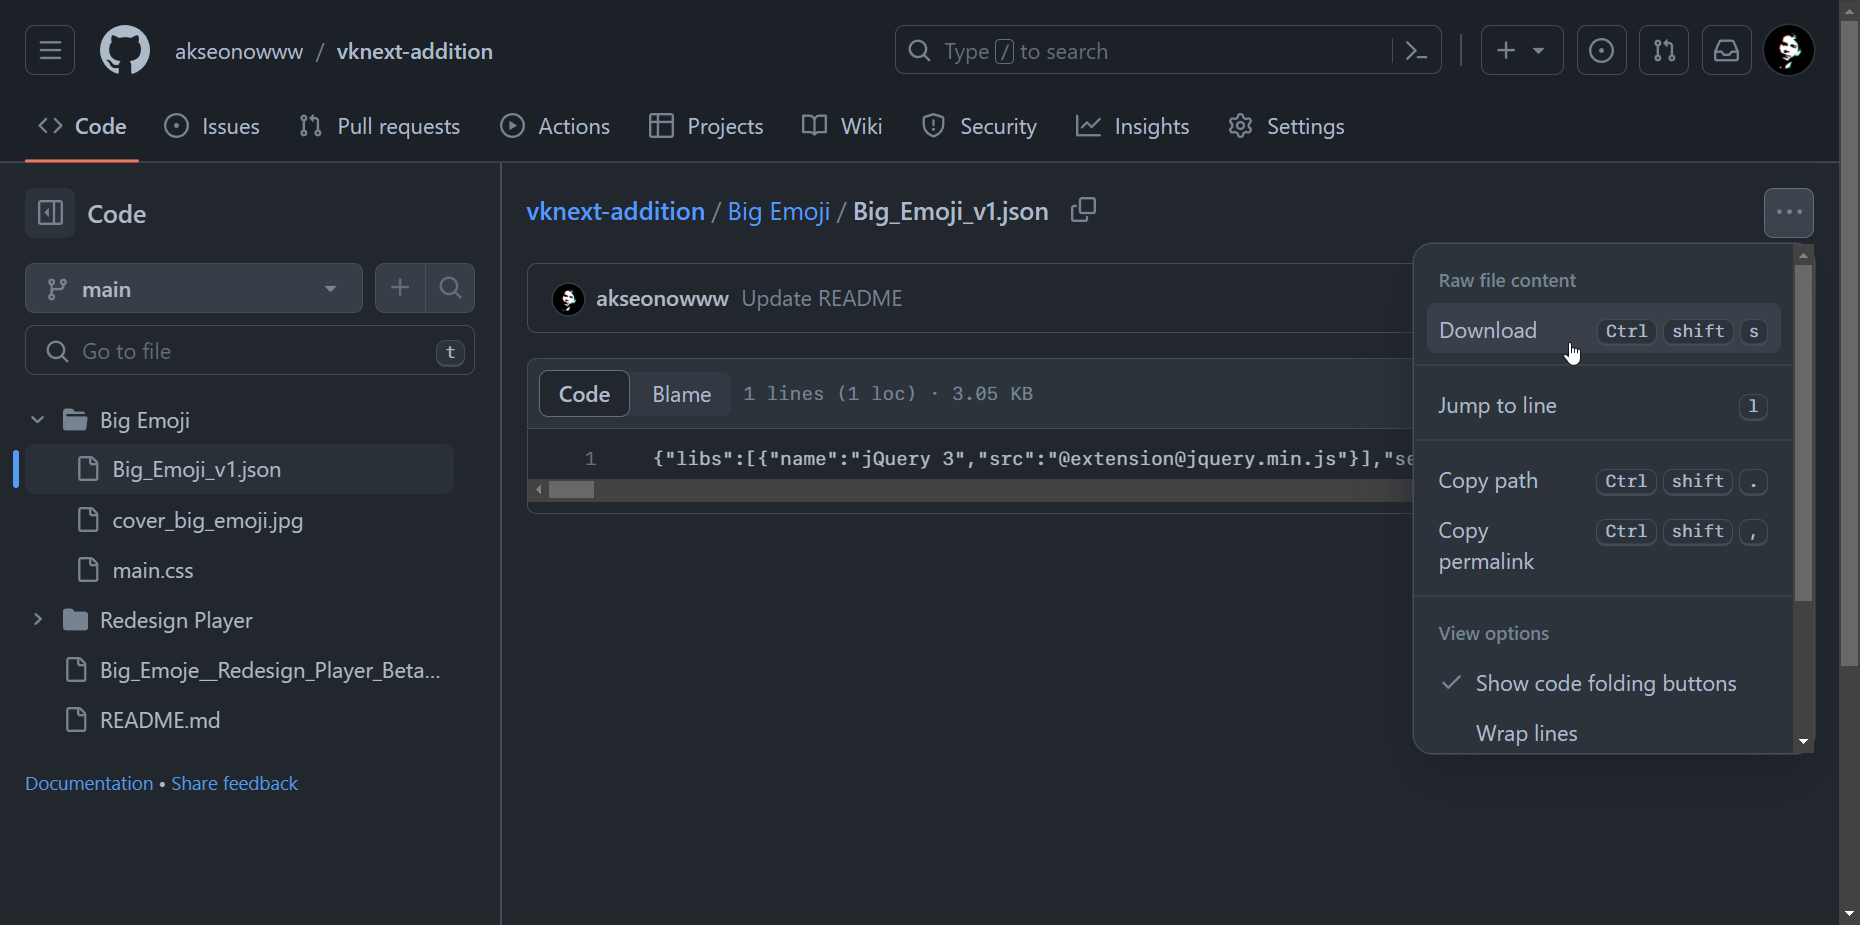 akseonowww / vknext-addition
Type / to search
Code Issues Pull requests Actions Projects Wiki Security Insights Settings
Code
main
Go to file t
Big Emoji
Big_Emoji_v1.json
cover_big_emoji.jpg
main.css
Redesign Player
Big_Emoje__Redesign_Player_Beta...
README.md
Documentation • Share feedback
vknext-addition / Big Emoji / Big_Emoji_v1.json
akseonowww Update README
Code Blame 1 lines (1 loc) · 3.05 KB
1 {"libs":[{"name":"jQuery 3","src":"@extension@jquery.min.js"}],"se
Raw file content
Download Ctrl shift s
Jump to line l
Copy path Ctrl shift .
Copy Ctrl shift ,
permalink
View options
Show code folding buttons
Wrap lines